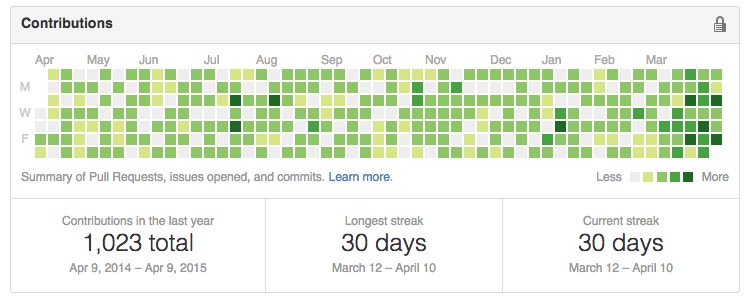 Contributions
Apr May Jun Jul Aug Sep Oct Nov Dec Jan Feb Mar
M
W
F
Summary of Pull Requests, issues opened, and commits. Learn more.
Less More
Contributions in the last year
1,023 total
Apr 9, 2014 – Apr 9, 2015
Longest streak
30 days
March 12 – April 10
Current streak
30 days
March 12 – April 10